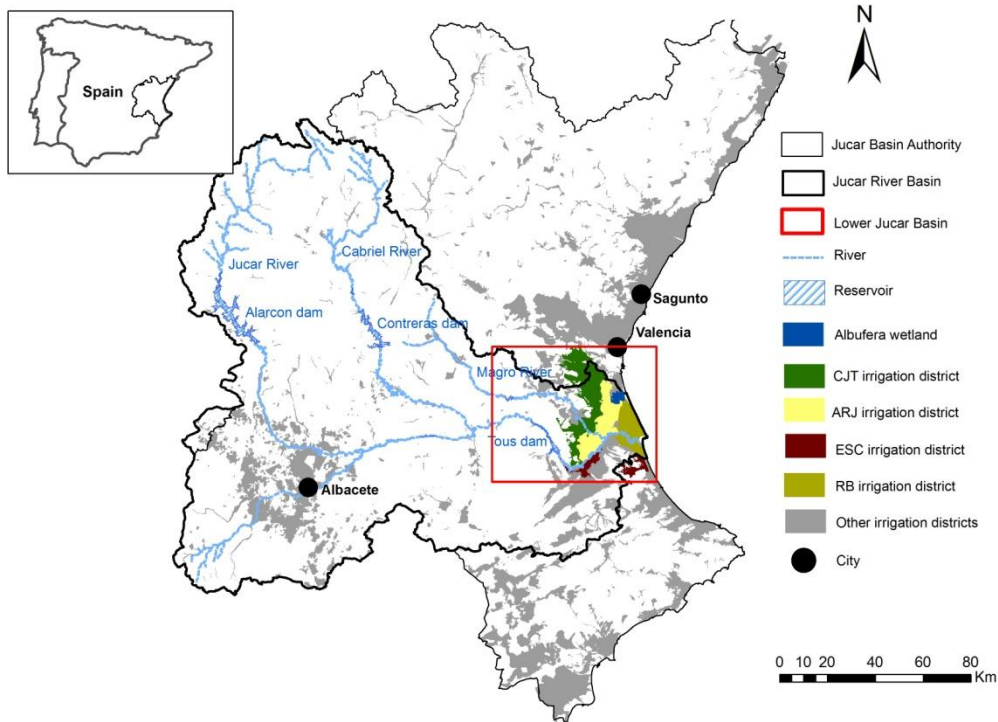 Spain
N
Jucar Basin Authority
Jucar River Basin
Lower Jucar Basin
River
Reservoir
Albufera wetland
CJT irrigation district
ARJ irrigation district
ESC irrigation district
RB irrigation district
Other irrigation districts
City
Cabriel River
Jucar River
Alarcon dam
Contreras dam
Sagunto
Valencia
Magro River
Tous dam
Albacete
0 10 20 40 60 80
Km